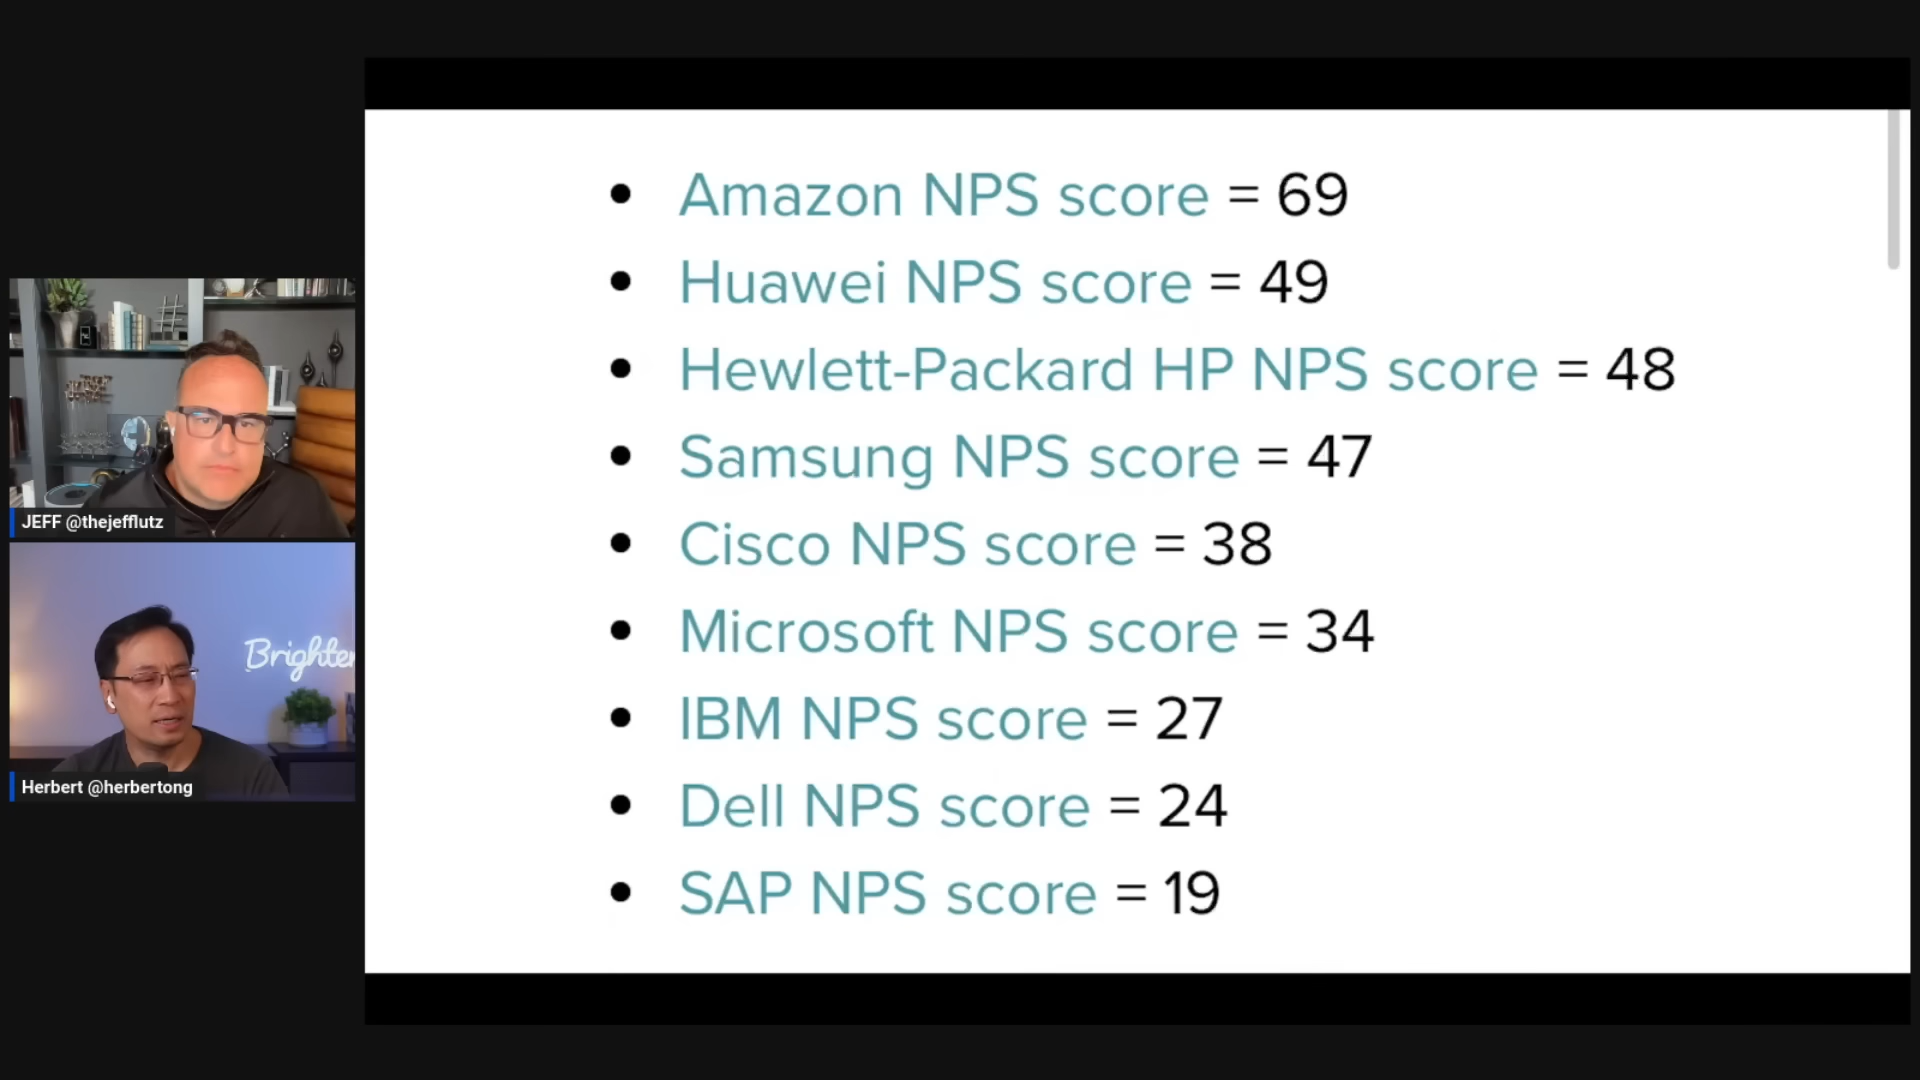 Amazon NPS score = 69
Huawei NPS score = 49
Hewlett-Packard HP NPS score = 48
Samsung NPS score = 47
Cisco NPS score = 38
Microsoft NPS score = 34
IBM NPS score = 27
Dell NPS score = 24
SAP NPS score = 19
JEFF @thejefflutz
Brighte
Herbert @herbertong